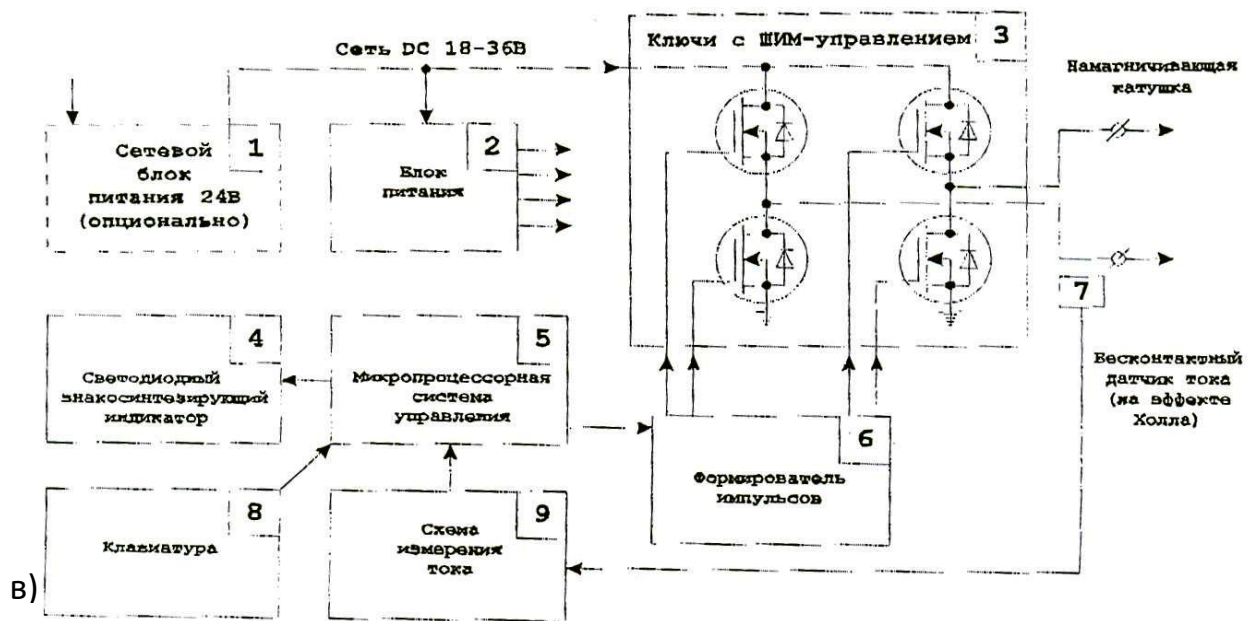 Сеть DC 18-36В
Ключи с ШИМ-управлением
3
Намагничивающая
катушка
1
Сетевой
блок
питания 24В
(опционально)
2
Блок
питания
7
Бесконтактный
датчик тока
(на эффекте
Холла)
4
Светодиодный
знакосинтезирующий
индикатор
5
Микропроцессорная
система
управления
6
Формирователь
импульсов
8
Клавиатура
9
Схема
измерения
тока
в)